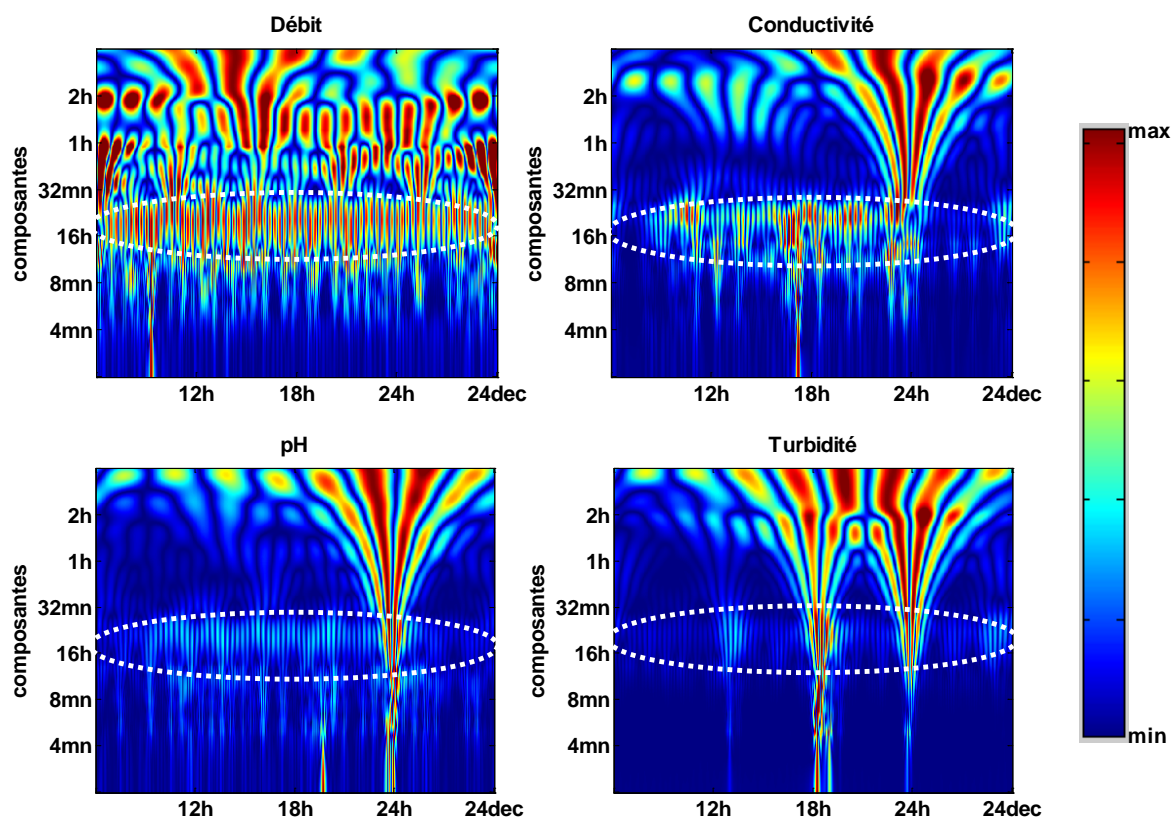 Débit
composantes
2h
1h
32mn
16h
8mn
4mn
12h 18h 24h 24dec
Conductivité
composantes
2h
1h
32mn
16h
8mn
4mn
12h 18h 24h 24dec
pH
composantes
2h
1h
32mn
16h
8mn
4mn
12h 18h 24h 24dec
Turbidité
composantes
2h
1h
32mn
16h
8mn
4mn
12h 18h 24h 24dec
max
min